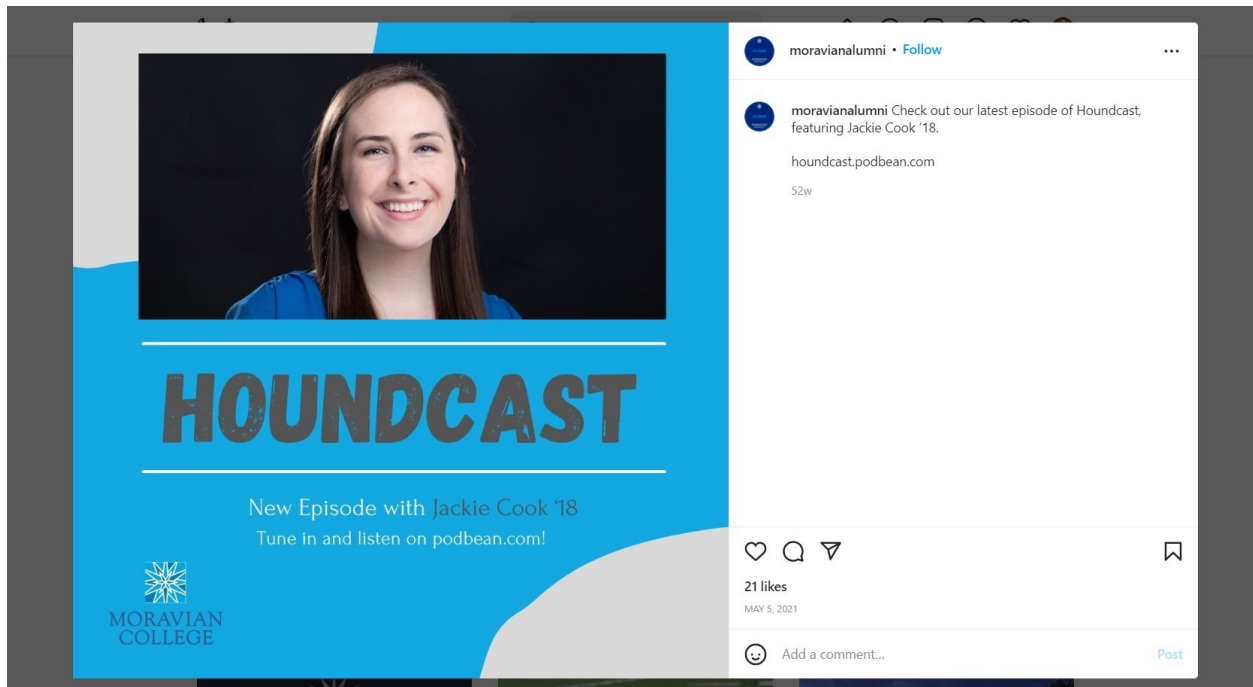 HOUNDCAST
New Episode with Jackie Cook '18
Tune in and listen on podbean.com!
MORAVIAN
COLLEGE
moravianalumni • Follow
moravianalumni Check out our latest episode of Houndcast,
featuring Jackie Cook ‘18.
houndcast.podbean.com
52w
21 likes
MAY 5, 2021
Add a comment...
Post